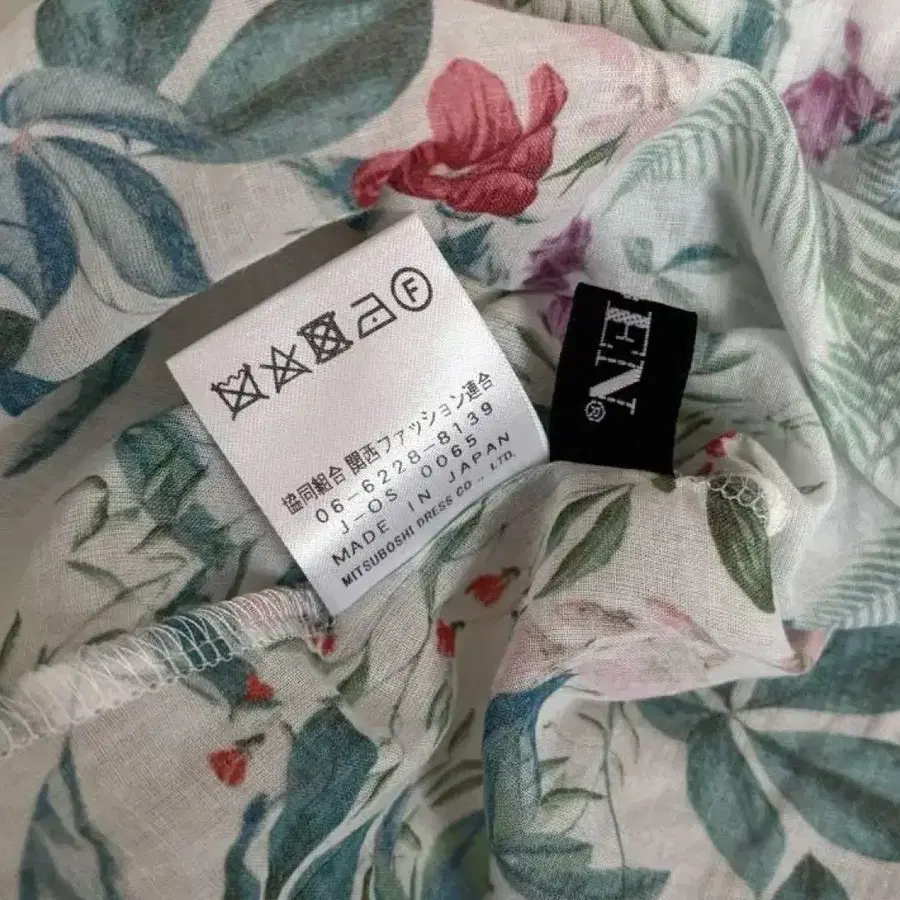 F
協同組合 関西ファッション連合
06-6228-8139
J-OS 0065
MADE IN JAPAN
MITSUBOSHI DRESS CO., LTD.
EN®